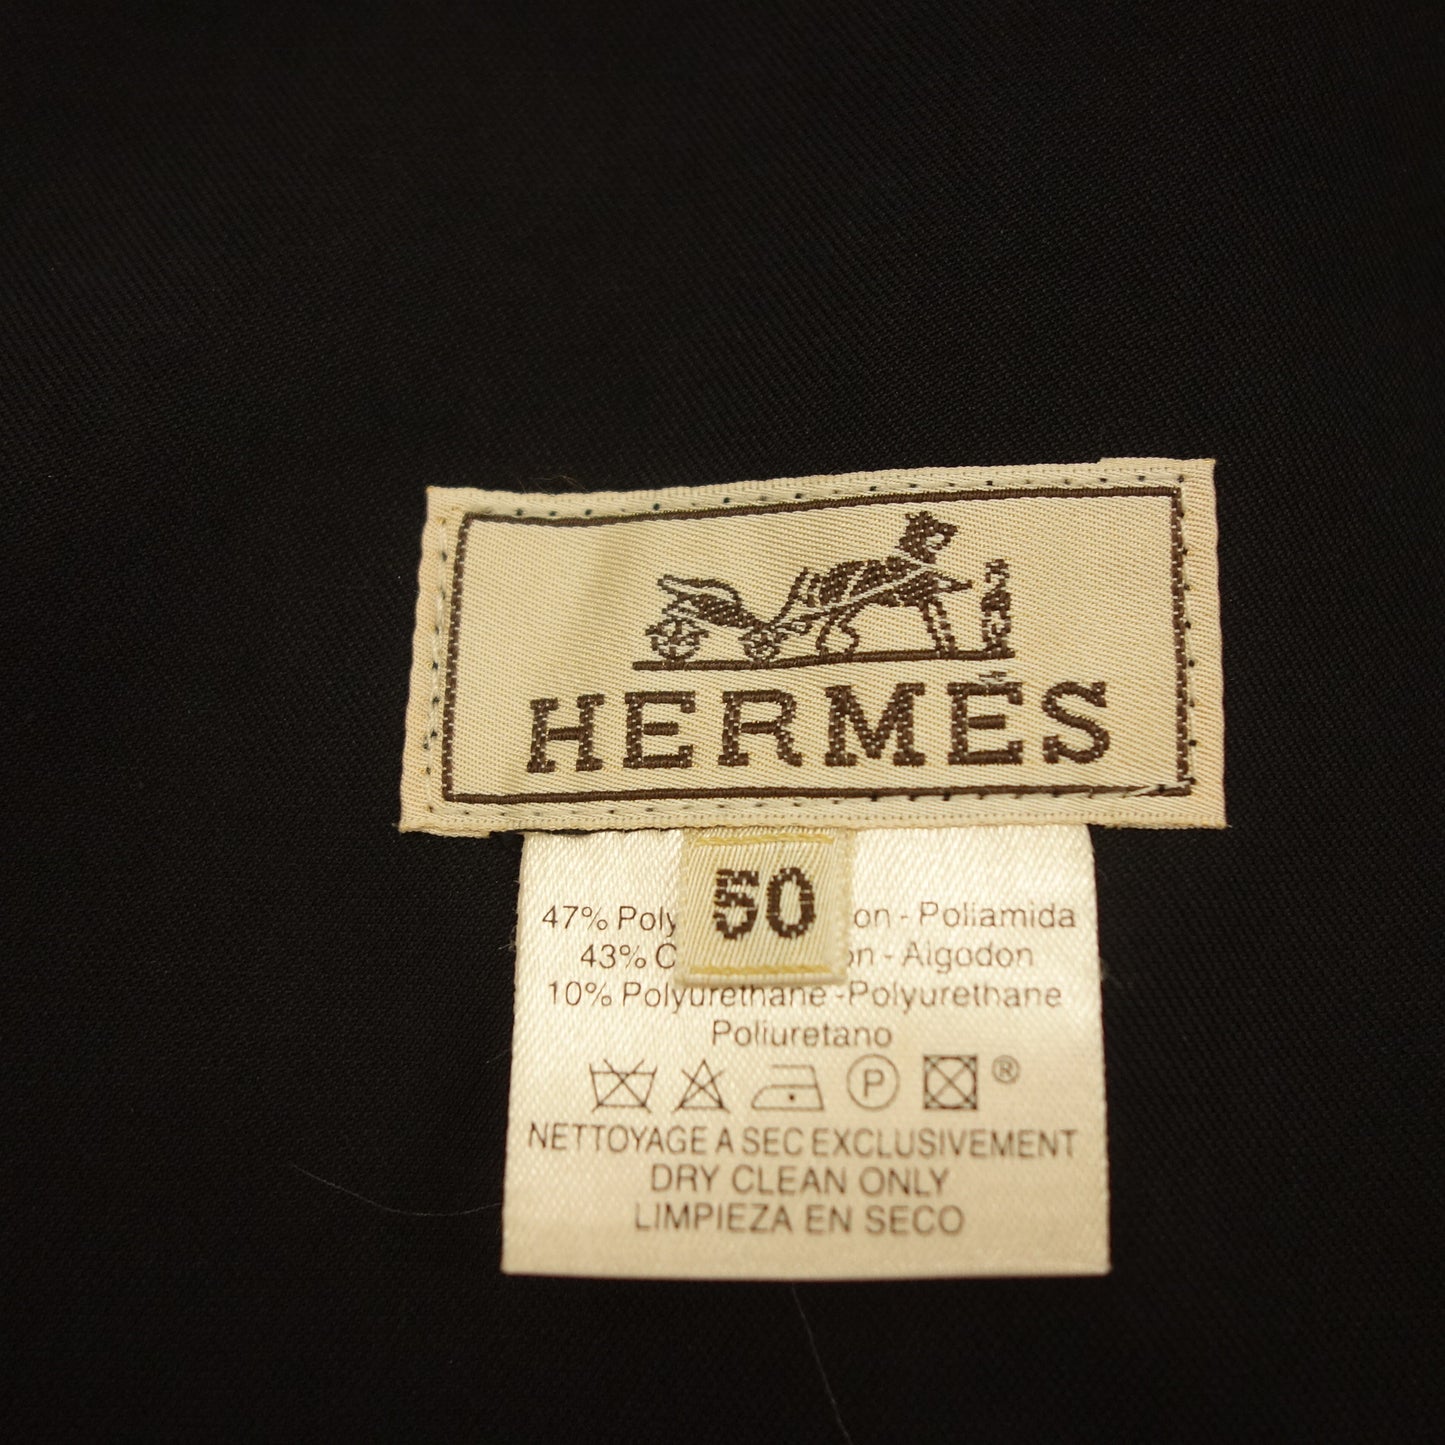 HERMÈS
50
47% Poly on - Poliamida
43% C on - Algodon
10% Polyurethane -Polyurethane
Poliuretano
P ®
NETTOYAGE A SEC EXCLUSIVEMENT
DRY CLEAN ONLY
LIMPIEZA EN SECO